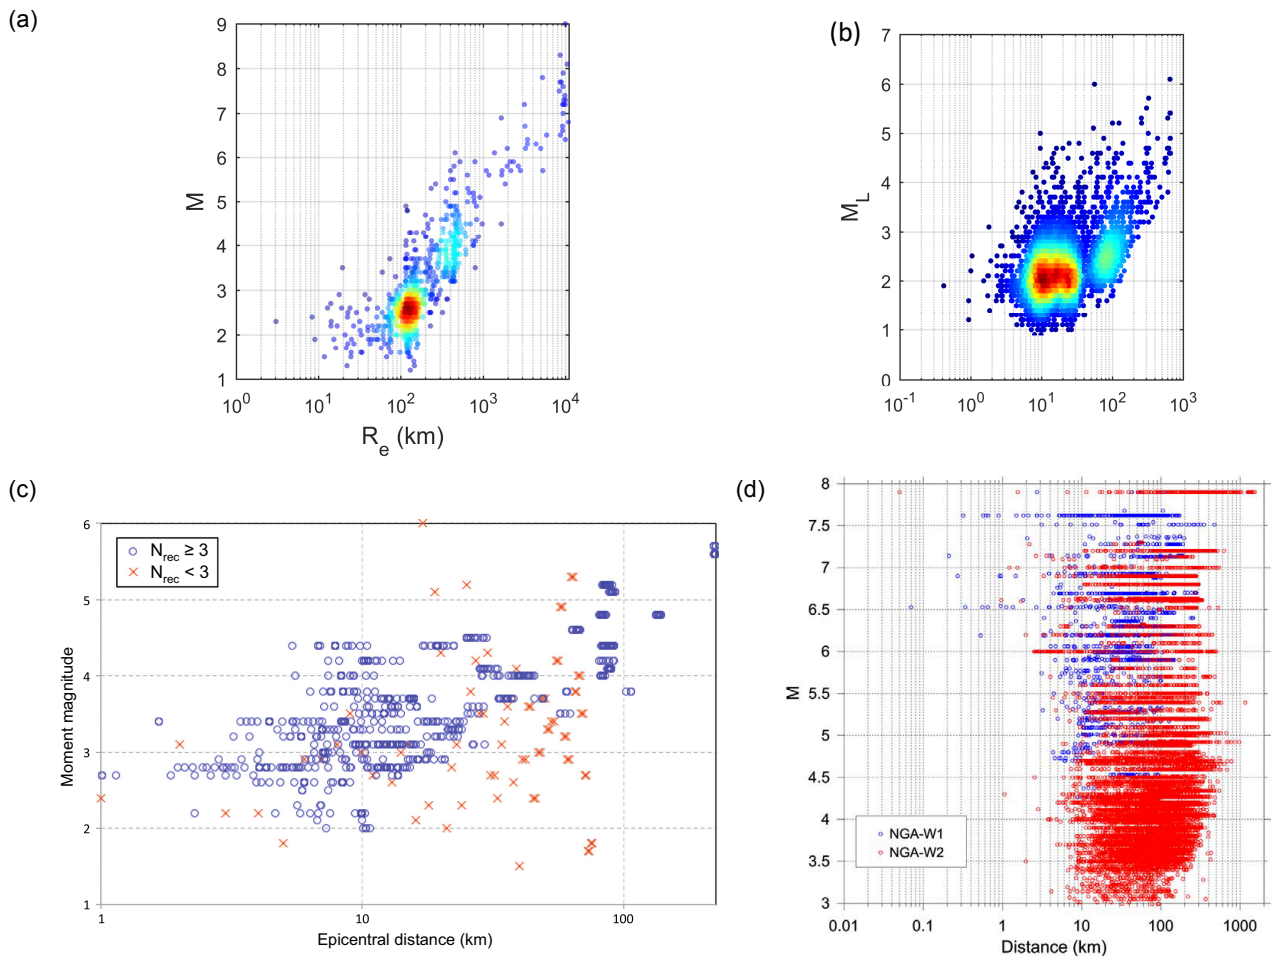 (a)
9
8
7
6
5
4
3
2
1
M
10^0 10^1 10^2 10^3 10^4
R_e (km)
(b)
7
6
5
4
3
2
1
0
M_L
10^-1 10^0 10^1 10^2 10^3
(c)
6
5
4
3
2
1
Moment magnitude
N_rec ≥ 3
N_rec < 3
1 10 100
Epicentral distance (km)
(d)
8
7.5
7
6.5
6
5.5
5
4.5
4
3.5
3
M
NGA-W1
NGA-W2
0.01 0.1 1 10 100 1000
Distance (km)